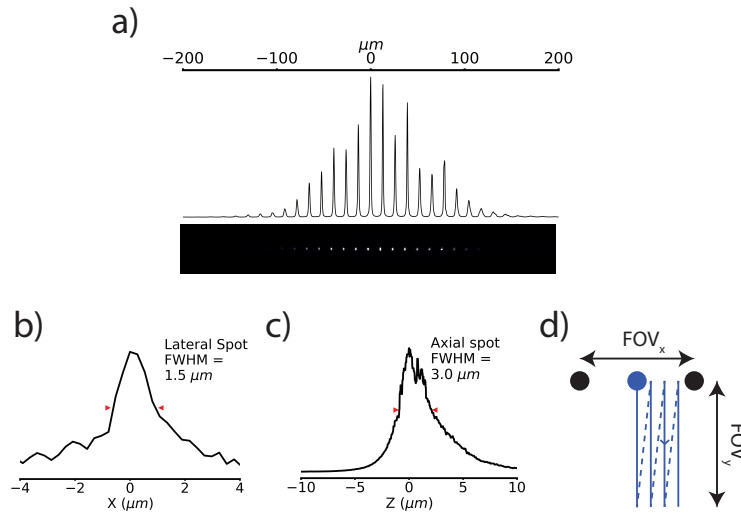 a)
μm
−200 −100 0 100 200
b)
Lateral Spot
FWHM =
1.5 μm
−4 −2 0 2 4
X (μm)
c)
Axial spot
FWHM =
3.0 μm
−10 −5 0 5 10
Z (μm)
d)
FOVx
FOVy